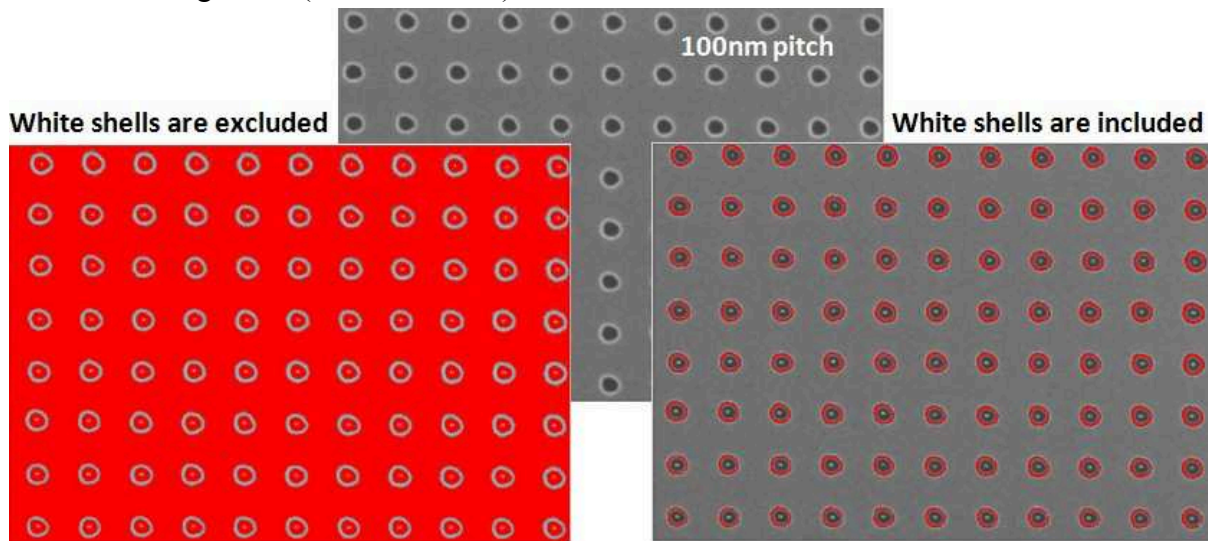 100nm pitch
White shells are excluded
White shells are included